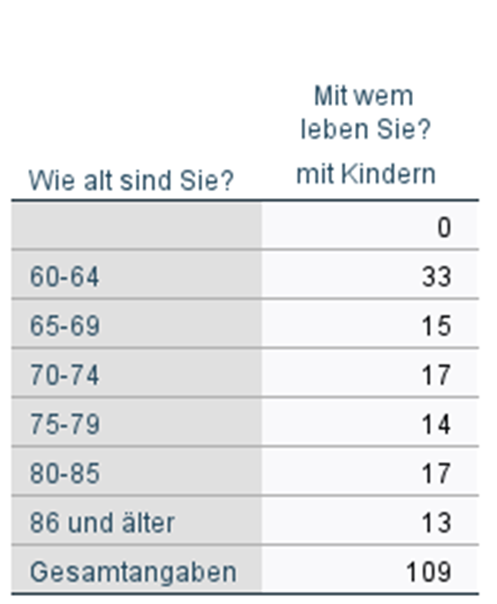 Mit wem
leben Sie?
Wie alt sind Sie? mit Kindern
0
60-64 33
65-69 15
70-74 17
75-79 14
80-85 17
86 und älter 13
Gesamtangaben 109